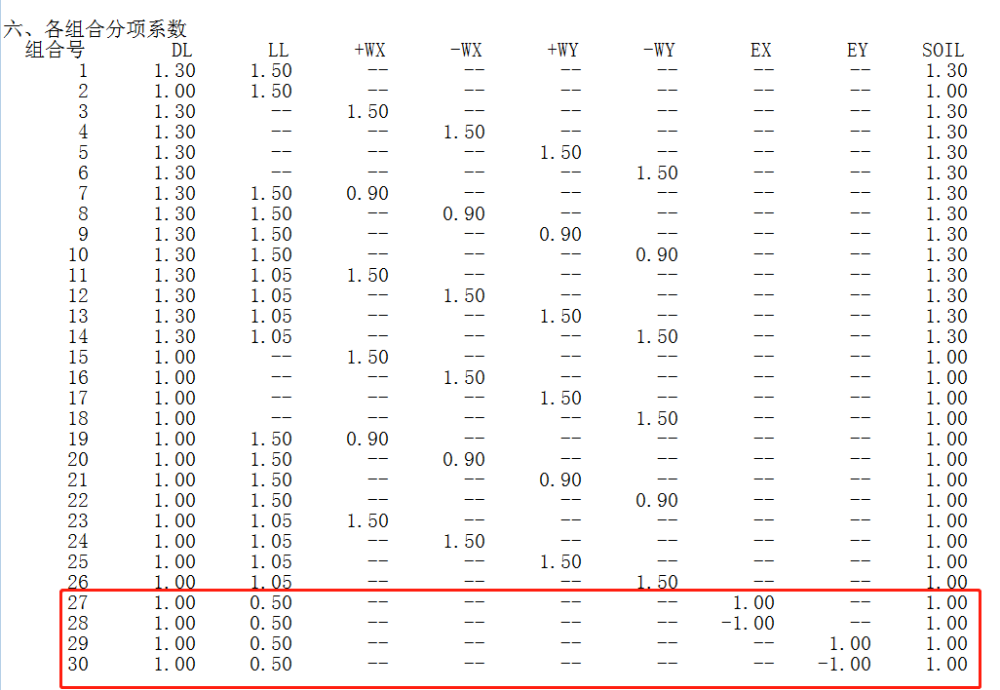 六、各组合分项系数
组合号 DL LL +WX -WX +WY -WY EX EY SOIL
1 1.30 1.50 -- -- -- -- -- -- 1.30
2 1.00 1.50 -- -- -- -- -- -- 1.00
3 1.30 -- 1.50 -- -- -- -- -- 1.30
4 1.30 -- -- 1.50 -- -- -- -- 1.30
5 1.30 -- -- -- 1.50 -- -- -- 1.30
6 1.30 -- -- -- -- 1.50 -- -- 1.30
7 1.30 1.50 0.90 -- -- -- -- -- 1.30
8 1.30 1.50 -- 0.90 -- -- -- -- 1.30
9 1.30 1.50 -- -- 0.90 -- -- -- 1.30
10 1.30 1.50 -- -- -- 0.90 -- -- 1.30
11 1.30 1.05 1.50 -- -- -- -- -- 1.30
12 1.30 1.05 -- 1.50 -- -- -- -- 1.30
13 1.30 1.05 -- -- 1.50 -- -- -- 1.30
14 1.30 1.05 -- -- -- 1.50 -- -- 1.30
15 1.00 -- 1.50 -- -- -- -- -- 1.00
16 1.00 -- -- 1.50 -- -- -- -- 1.00
17 1.00 -- -- -- 1.50 -- -- -- 1.00
18 1.00 -- -- -- -- 1.50 -- -- 1.00
19 1.00 1.50 0.90 -- -- -- -- -- 1.00
20 1.00 1.50 -- 0.90 -- -- -- -- 1.00
21 1.00 1.50 -- -- 0.90 -- -- -- 1.00
22 1.00 1.50 -- -- -- 0.90 -- -- 1.00
23 1.00 1.05 1.50 -- -- -- -- -- 1.00
24 1.00 1.05 -- 1.50 -- -- -- -- 1.00
25 1.00 1.05 -- -- 1.50 -- -- -- 1.00
26 1.00 1.05 -- -- -- 1.50 -- -- 1.00
27 1.00 0.50 -- -- -- -- 1.00 -- 1.00
28 1.00 0.50 -- -- -- -- -1.00 -- 1.00
29 1.00 0.50 -- -- -- -- -- 1.00 1.00
30 1.00 0.50 -- -- -- -- -- -1.00 1.00